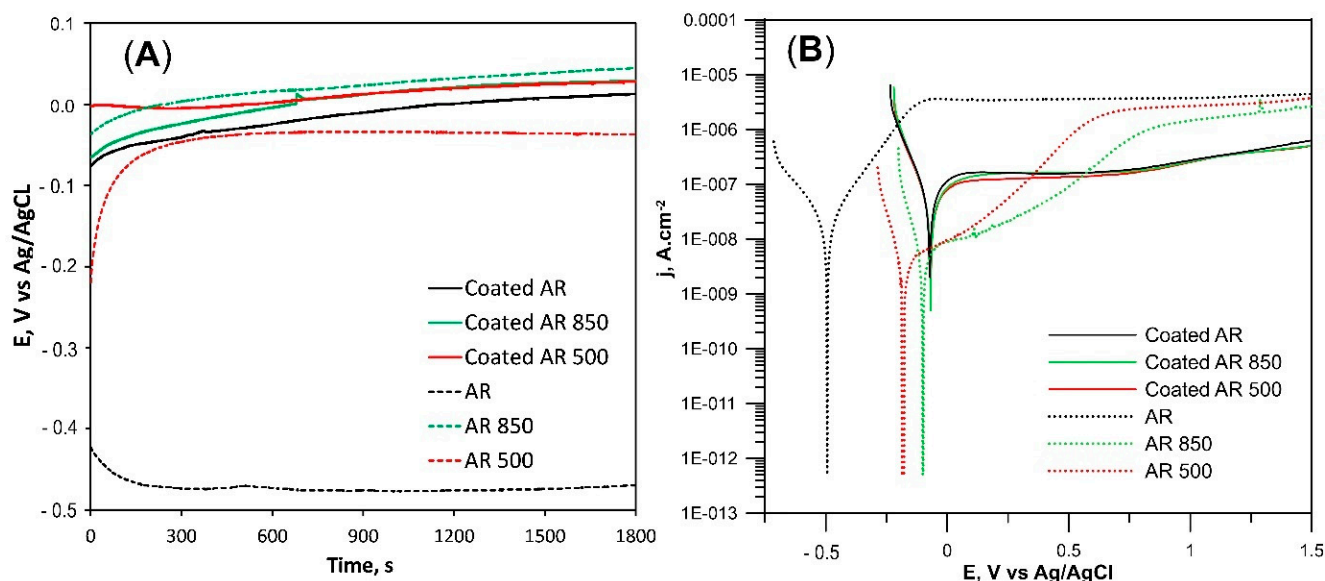 (A)
E, V vs Ag/AgCL
0.1
0.0
- 0.1
- 0.2
- 0.3
- 0.4
- 0.5
Coated AR
Coated AR 850
Coated AR 500
AR
AR 850
AR 500
0 300 600 900 1200 1500 1800
Time, s
(B)
j, A.cm-2
0.0001
1E-005
1E-006
1E-007
1E-008
1E-009
1E-010
1E-011
1E-012
1E-013
Coated AR
Coated AR 850
Coated AR 500
AR
AR 850
AR 500
- 0.5 0 0.5 1 1.5
E, V vs Ag/AgCl